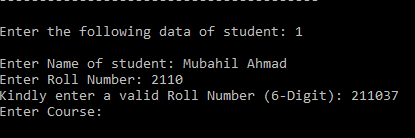 ------------------------------------------
Enter the following data of student: 1
Enter Name of student: Mubahil Ahmad
Enter Roll Number: 2110
Kindly enter a valid Roll Number (6-Digit): 211037
Enter Course: